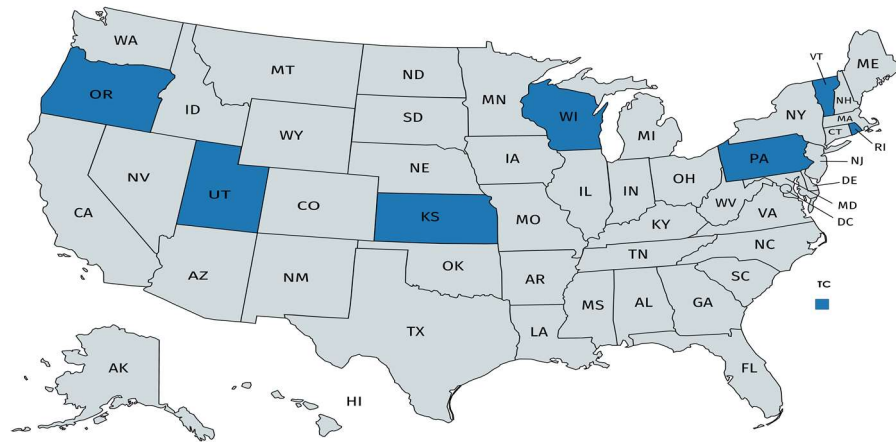 WA
MT
ND
MN
ME
VT
NH
OR
ID
SD
WI
NY
MA
CT
RI
WY
MI
IA
PA
NJ
NE
NV
UT
CO
KS
IL
IN
OH
DE
MD
DC
CA
MO
WV
VA
KY
NC
TN
AZ
NM
OK
AR
SC
MS
AL
GA
TC
TX
LA
AK
HI
FL